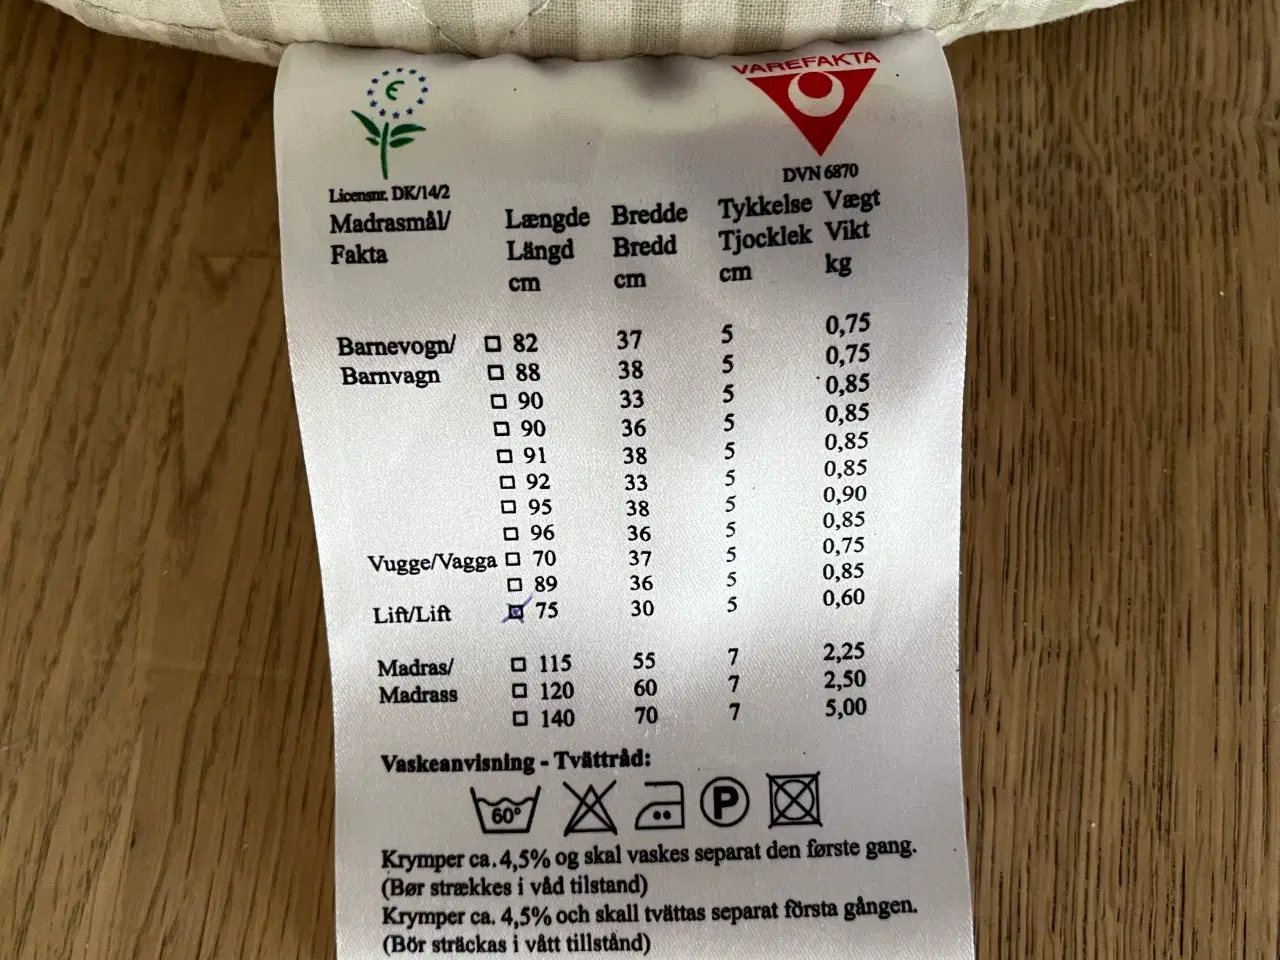 VAREFAKTA
DVN 6870
Licensnr. DK/14/2
Madrasmål/ Længde Bredde Tykkelse Vægt
Fakta Längd Bredd Tjocklek Vikt
cm cm cm kg
Barnevogn/ 82 37 5 0,75
Barnvagn 88 38 5 0,75
90 33 5 0,85
90 36 5 0,85
91 38 5 0,85
92 33 5 0,85
95 38 5 0,90
96 36 5 0,85
Vugge/Vagga 70 37 5 0,75
89 36 5 0,85
Lift/Lift 75 30 5 0,60
Madras/ 115 55 7 2,25
Madrass 120 60 7 2,50
140 70 7 5,00
Vaskeanvisning - Tvättråd:
60° P
Krymper ca. 4,5% og skal vaskes separat den første gang.
(Bør strækkes i våd tilstand)
Krymper ca. 4,5% och skall tvättas separat första gången.
(Bör sträckas i vått tillstånd)